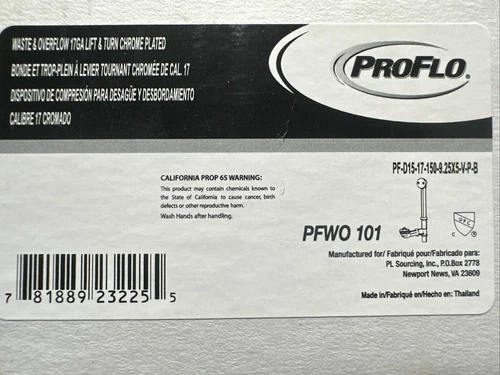 WASTE & OVERFLOW 17GA LIFT & TURN CHROME PLATED
BONDE ET TROP-PLEIN À LEVIER TOURNANT CHROMÉE DE CAL. 17
DISPOSITIVO DE COMPRESIÓN PARA DESAGÜE Y DESBORDAMIENTO
CALIBRE 17 CROMADO
PROFLO®
CALIFORNIA PROP 65 WARNING:
This product may contain chemicals known to
the State of California to cause cancer, birth
defects or other reproductive harm.
Wash Hands after handling.
PF-D15-17-150-9.25X5-V-P-B
PFWO 101
UPC
C ®
Manufactured for/ Fabriqué pour/Fabricado para:
PL Sourcing, Inc., P.O.Box 2778
Newport News, VA 23609
Made in/Fabriqué en/Hecho en: Thailand
7 81889 23225 5